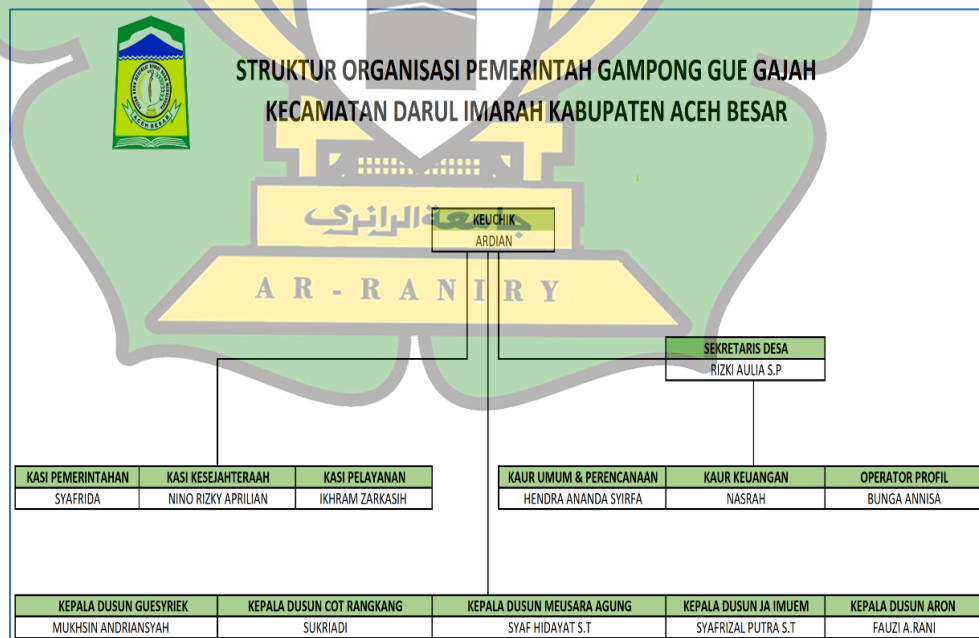 STRUKTUR ORGANISASI PEMERINTAH GAMPONG GUE GAJAH
KECAMATAN DARUL IMARAH KABUPATEN ACEH BESAR
ACEH BESAR
جامعة الرانري
KEUCHIK
ARDIAN
AR-RANIRY
SEKRETARIS DESA
RIZKI AULIA S.P
KASI PEMERINTAHAN KASI KESEJAHTERAAH KASI PELAYANAN
SYAFRIDA NINO RIZKY APRILIAN IKHRAM ZARKASIH
KAUR UMUM & PERENCANAAN KAUR KEUANGAN OPERATOR PROFIL
HENDRA ANANDA SYIRFA NASRAH BUNGA ANNISA
KEPALA DUSUN GUESYRIEK KEPALA DUSUN COT RANGKANG KEPALA DUSUN MEUSARA AGUNG KEPALA DUSUN JA IMUEM KEPALA DUSUN ARON
MUKHSIN ANDRIANSYAH SUKRIADI SYAF HIDAYAT S.T SYAFRIZAL PUTRA S.T FAUZI A.RANI